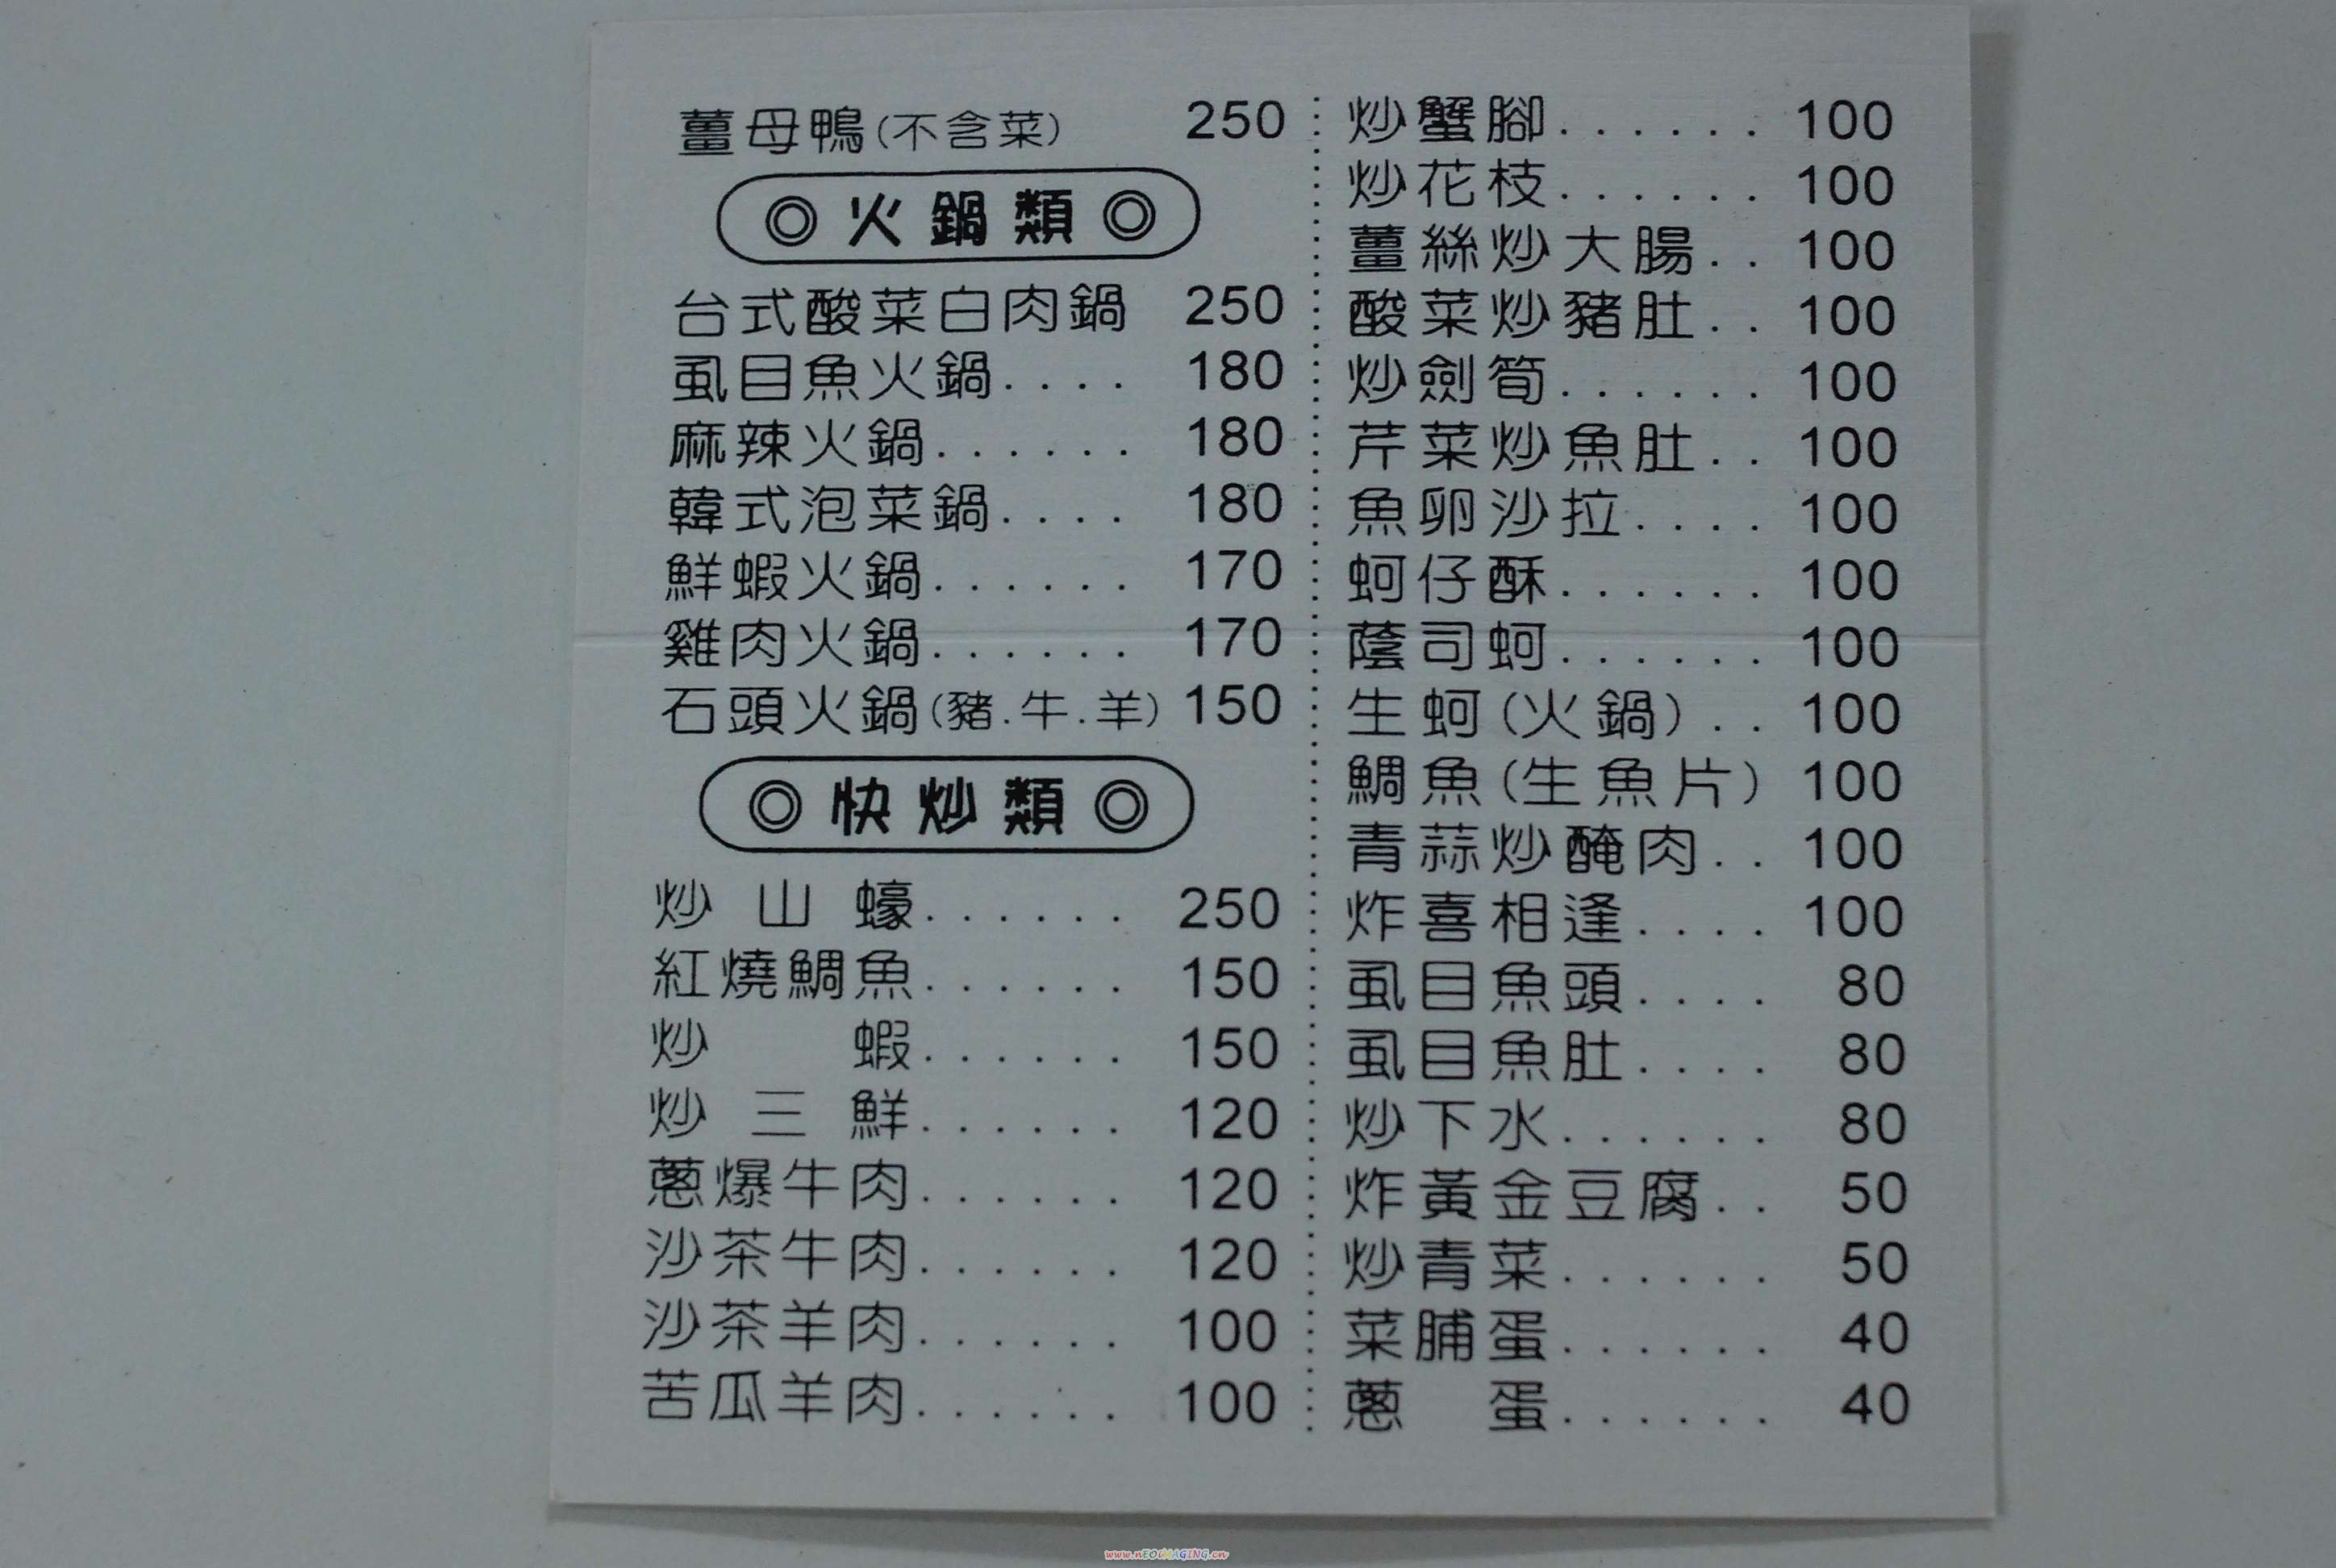 薑母鴨(不含菜) 250
◎火鍋類◎
台式酸菜白肉鍋 250
虱目魚火鍋.... 180
麻辣火鍋...... 180
韓式泡菜鍋.... 180
鮮蝦火鍋...... 170
雞肉火鍋...... 170
石頭火鍋(豬.牛.羊) 150
◎快炒類◎
炒山蠔...... 250
紅燒鯛魚...... 150
炒蝦...... 150
炒三鮮...... 120
蔥爆牛肉...... 120
沙茶牛肉...... 120
沙茶羊肉...... 100
苦瓜羊肉...... 100
炒蟹腳...... 100
炒花枝...... 100
薑絲炒大腸.. 100
酸菜炒豬肚.. 100
炒劍筍...... 100
芹菜炒魚肚.. 100
魚卵沙拉.... 100
蚵仔酥...... 100
蔭司蚵...... 100
生蚵(火鍋).. 100
鯛魚(生魚片) 100
青蒜炒醃肉.. 100
炸喜相逢.... 100
虱目魚頭.... 80
虱目魚肚.... 80
炒下水...... 80
炸黃金豆腐.. 50
炒青菜...... 50
菜脯蛋...... 40
蔥蛋...... 40
www.nEOiMAGING.cn